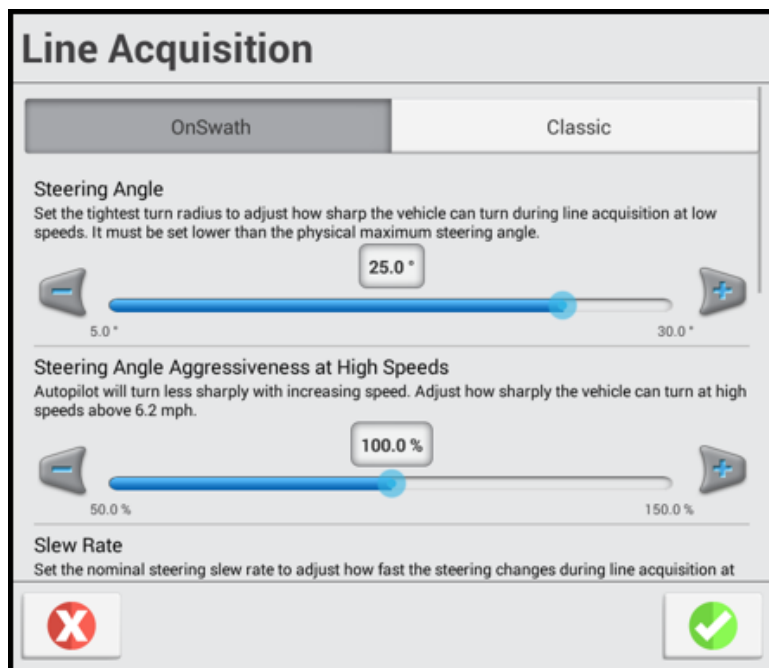 Line Acquisition
OnSwath
Classic
Steering Angle
Set the tightest turn radius to adjust how sharp the vehicle can turn during line acquisition at low
speeds. It must be set lower than the physical maximum steering angle.
25.0 °
5.0 °
30.0 °
Steering Angle Aggressiveness at High Speeds
Autopilot will turn less sharply with increasing speed. Adjust how sharply the vehicle can turn at high
speeds above 6.2 mph.
100.0 %
50.0 %
150.0 %
Slew Rate
Set the nominal steering slew rate to adjust how fast the steering changes during line acquisition at